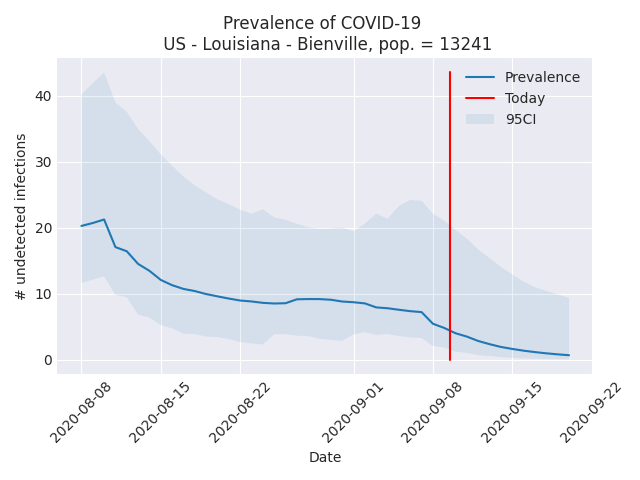 Prevalence of COVID-19
US - Louisiana - Bienville, pop. = 13241
Prevalence
Today
95CI
40
30
20
10
0
# undetected infections
2020-08-08
2020-08-15
2020-08-22
2020-09-01
2020-09-08
2020-09-15
2020-09-22
Date